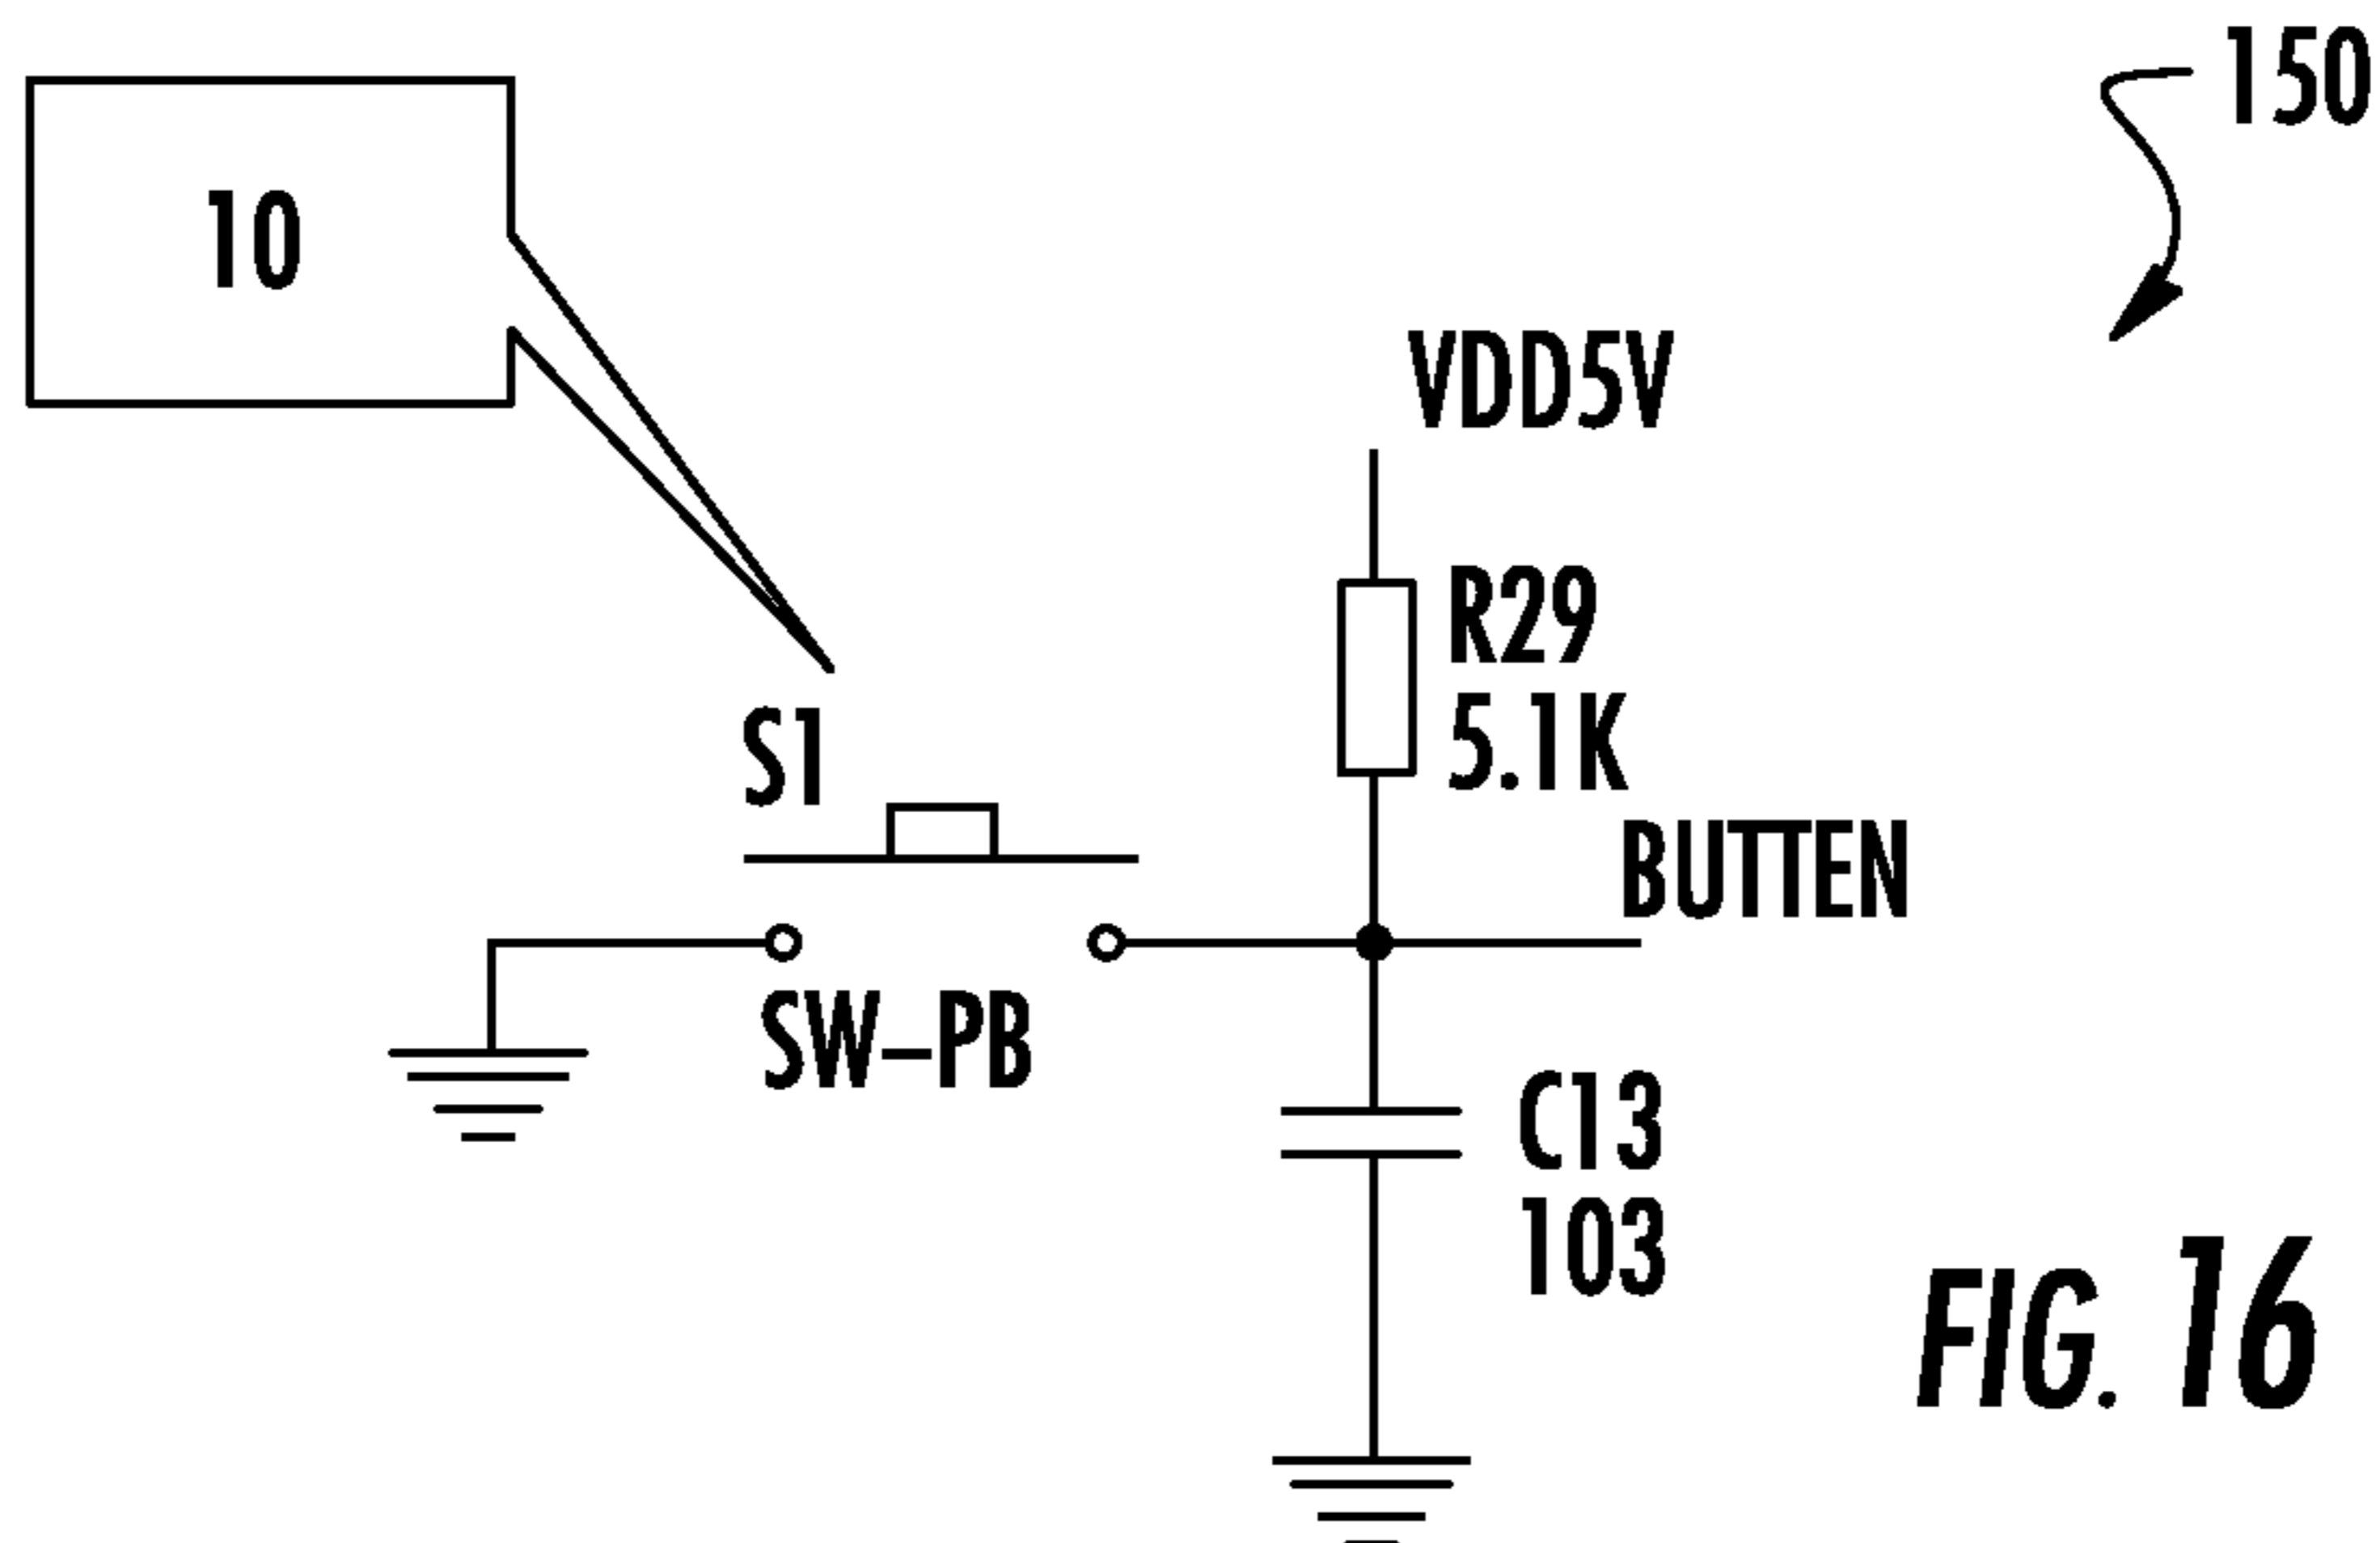 150
10
VDD5V
R29
5.1K
S1
BUTTEN
SW-PB
C13
103
FIG. 16